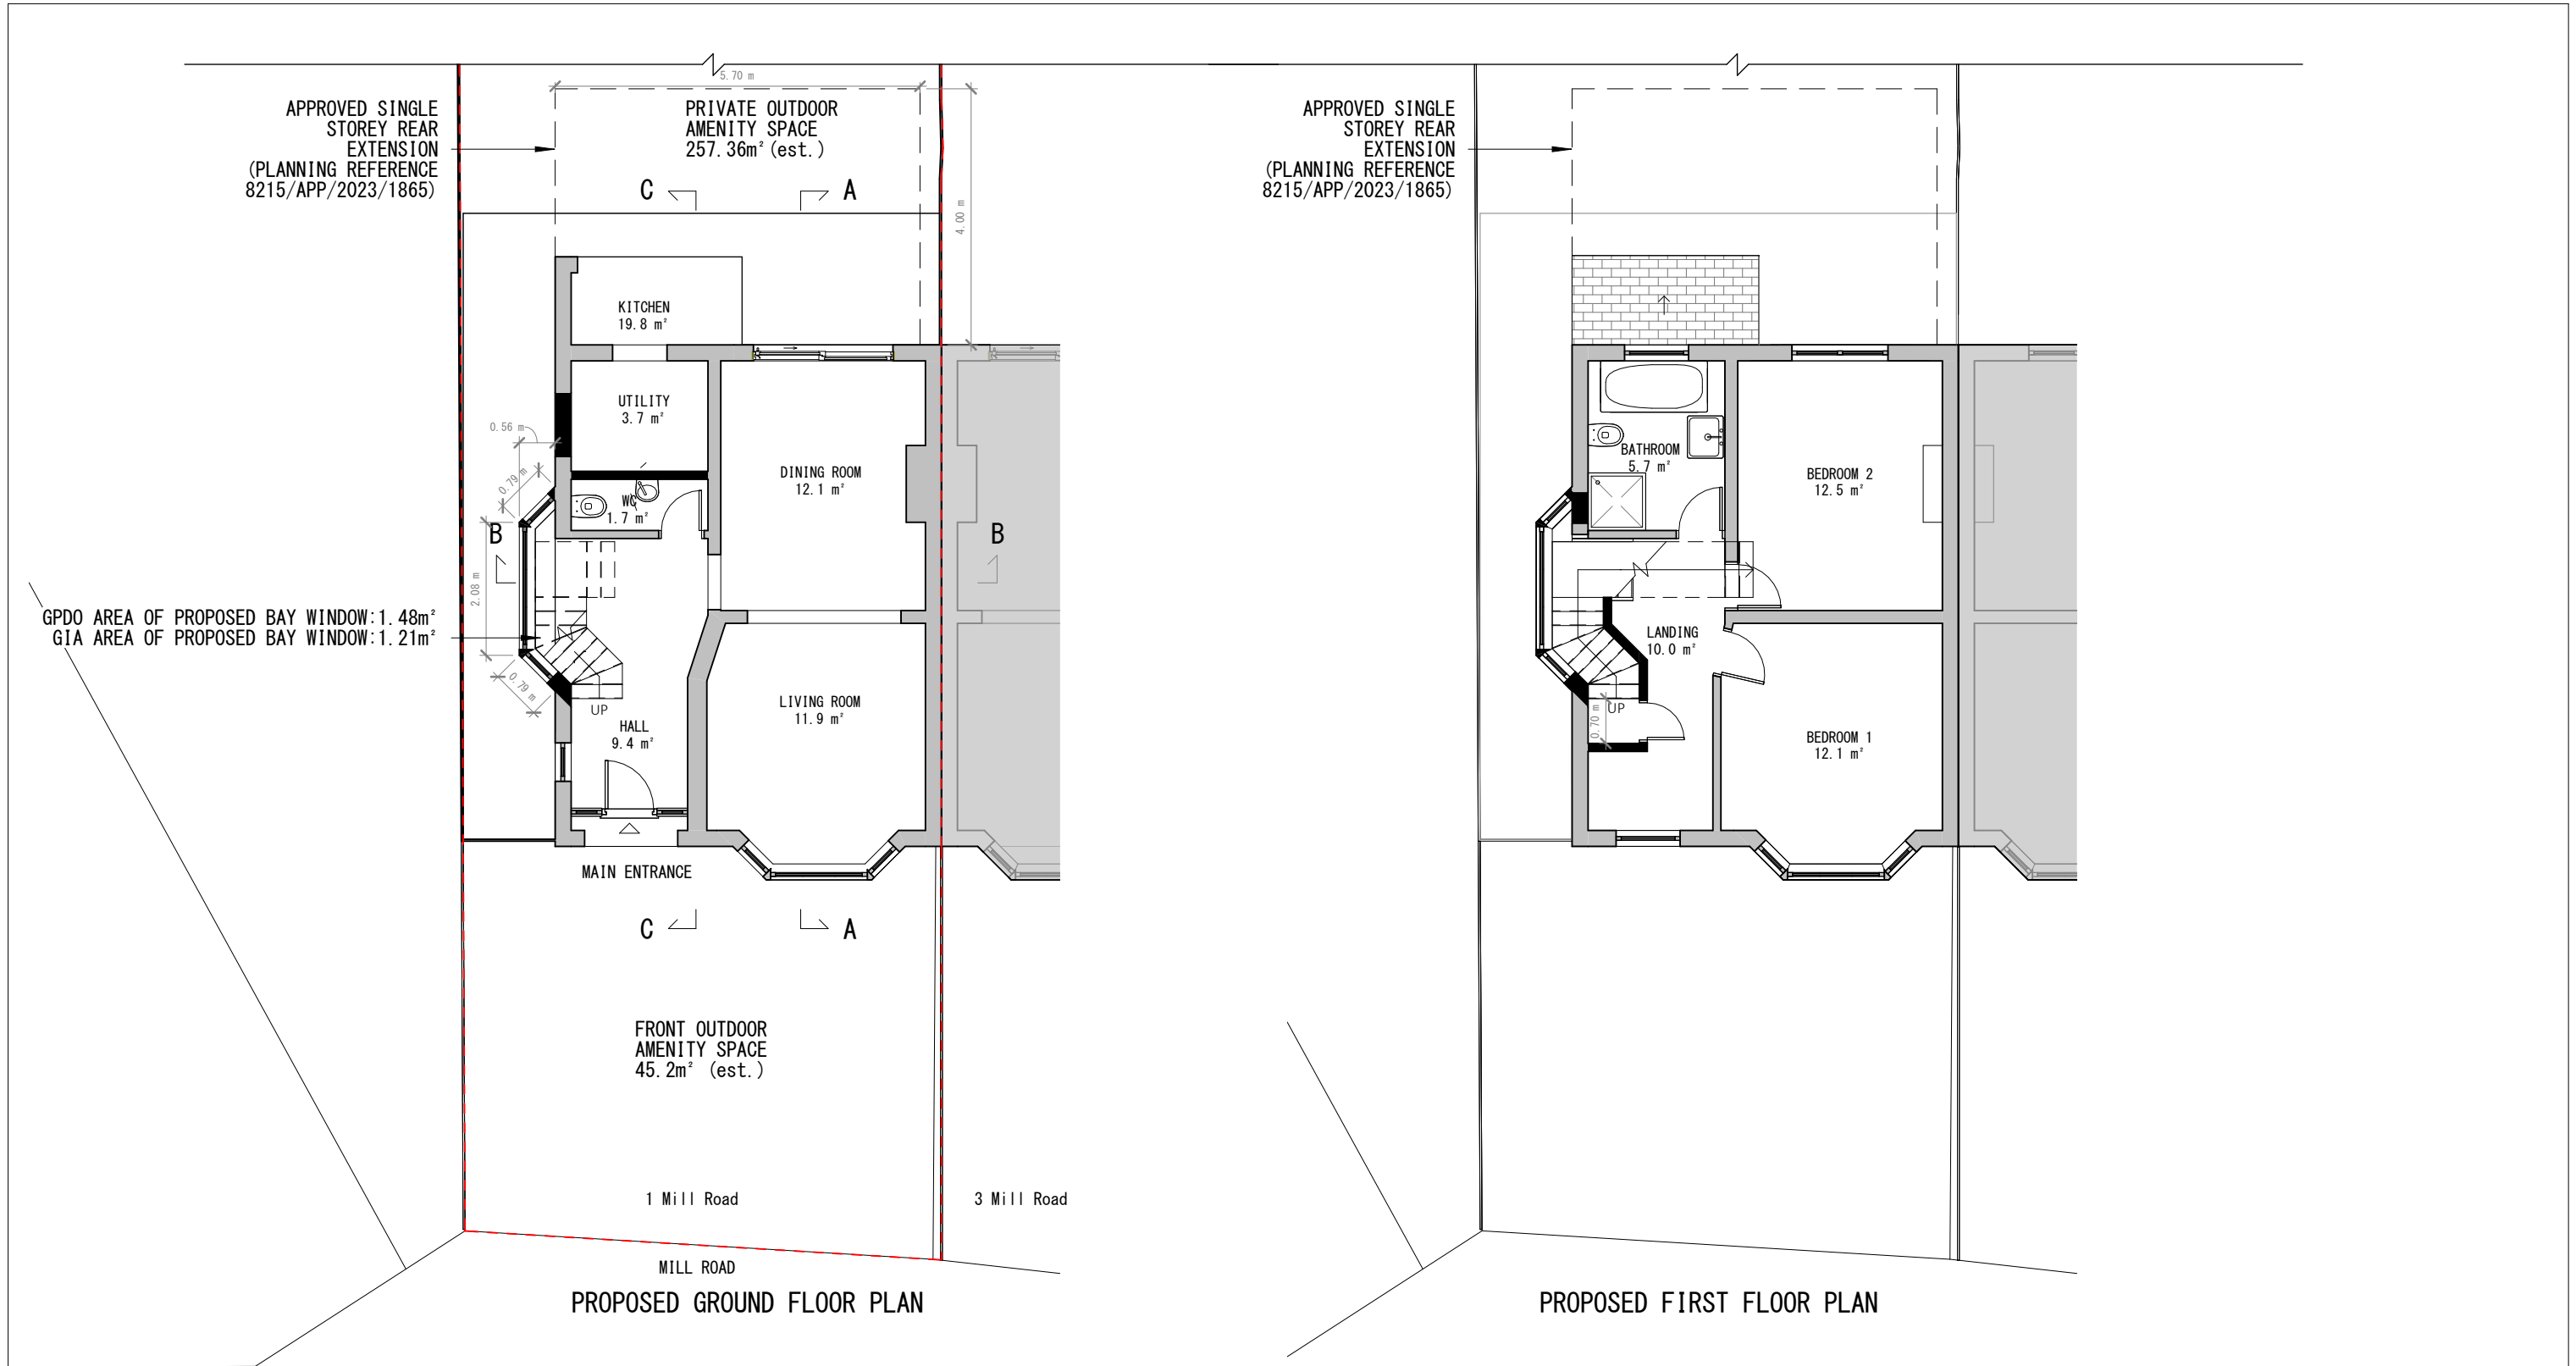 5.70 m
APPROVED SINGLE
STOREY REAR
EXTENSION
(PLANNING REFERENCE
8215/APP/2023/1865)
PRIVATE OUTDOOR
AMENITY SPACE
257.36m² (est.)
C
A
4.00 m
KITCHEN
19.8 m²
UTILITY
3.7 m²
0.56 m
0.79 m
DINING ROOM
12.1 m²
WC
1.7 m²
B
B
2.08 m
GPDO AREA OF PROPOSED BAY WINDOW:1.48m²
GIA AREA OF PROPOSED BAY WINDOW:1.21m²
0.79 m
UP
HALL
9.4 m²
LIVING ROOM
11.9 m²
MAIN ENTRANCE
C
A
FRONT OUTDOOR
AMENITY SPACE
45.2m² (est.)
1 Mill Road
3 Mill Road
MILL ROAD
PROPOSED GROUND FLOOR PLAN
APPROVED SINGLE
STOREY REAR
EXTENSION
(PLANNING REFERENCE
8215/APP/2023/1865)
BATHROOM
5.7 m²
BEDROOM 2
12.5 m²
LANDING
10.0 m²
UP
0.70 m
BEDROOM 1
12.1 m²
PROPOSED FIRST FLOOR PLAN